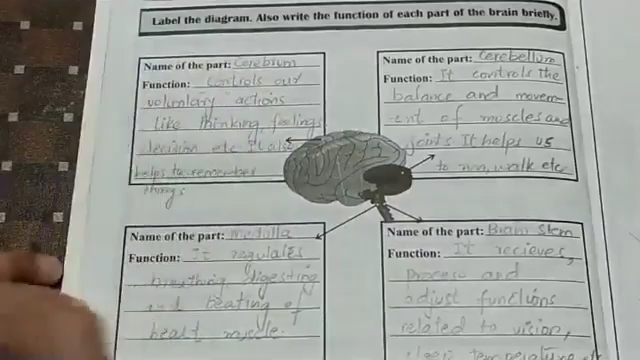 Label the diagram. Also write the function of each part of the brain briefly.
Name of the part: Cerebrum
Function: Controls our
voluntary actions
like thinking, feelings
decision etc It also
helps to remember
things
Name of the part: Cerebellum
Function: It controls the
balance and movem-
ent of muscles and
joints It helps us
to run, walk etc
Name of the part: Medulla
Function: It regulates
breathing, digesting
and beating of
heart muscle.
Name of the part: Brain Stem
Function: It recieves,
process and
adjust functions
related to vision,
sleep temperature etc